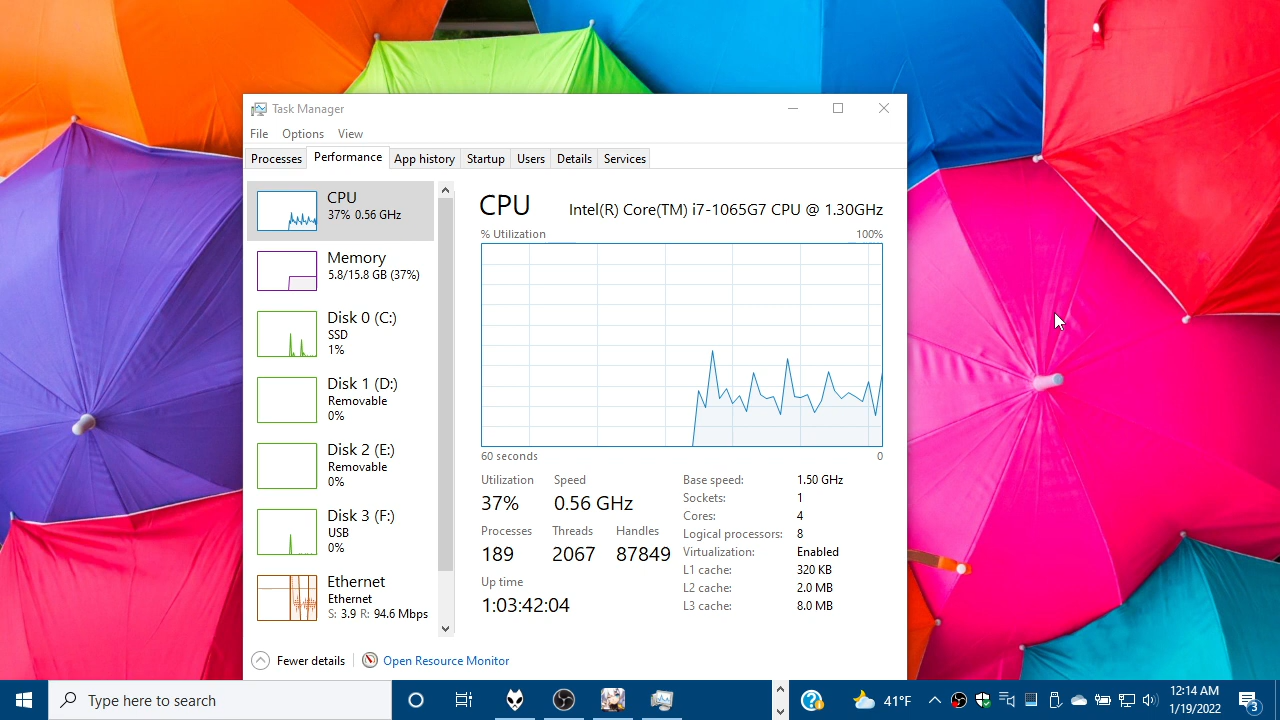 Task Manager
File Options View
Processes Performance App history Startup Users Details Services
CPU
37% 0.56 GHz
Memory
5.8/15.8 GB (37%)
Disk 0 (C:)
SSD
1%
Disk 1 (D:)
Removable
0%
Disk 2 (E:)
Removable
0%
Disk 3 (F:)
USB
0%
Ethernet
Ethernet
S: 3.9 R: 94.6 Mbps
CPU Intel(R) Core(TM) i7-1065G7 CPU @ 1.30GHz
% Utilization 100%
60 seconds 0
Utilization Speed
37% 0.56 GHz
Processes Threads Handles
189 2067 87849
Up time
1:03:42:04
Base speed: 1.50 GHz
Sockets: 1
Cores: 4
Logical processors: 8
Virtualization: Enabled
L1 cache: 320 KB
L2 cache: 2.0 MB
L3 cache: 8.0 MB
Fewer details Open Resource Monitor
Type here to search
41°F
12:14 AM
1/19/2022
3